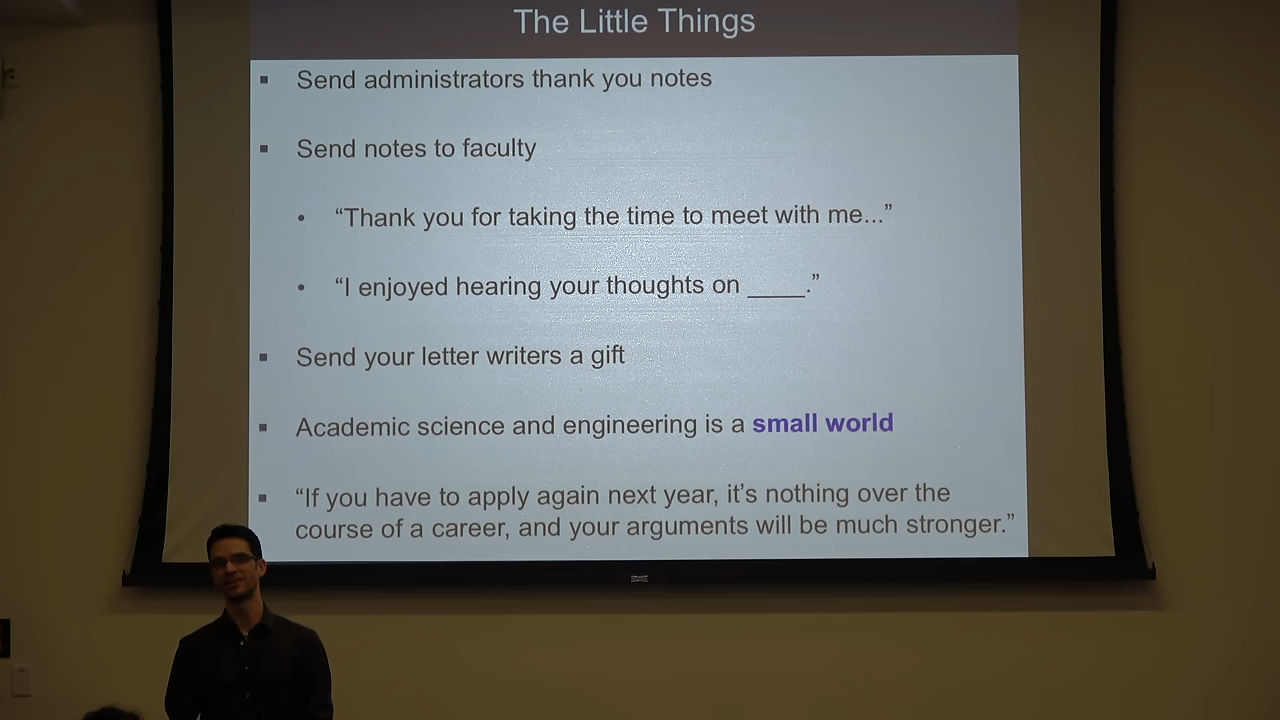 The Little Things
▪ Send administrators thank you notes
▪ Send notes to faculty
• “Thank you for taking the time to meet with me...”
• “I enjoyed hearing your thoughts on ____.”
▪ Send your letter writers a gift
▪ Academic science and engineering is a small world
▪ “If you have to apply again next year, it’s nothing over the
course of a career, and your arguments will be much stronger.”